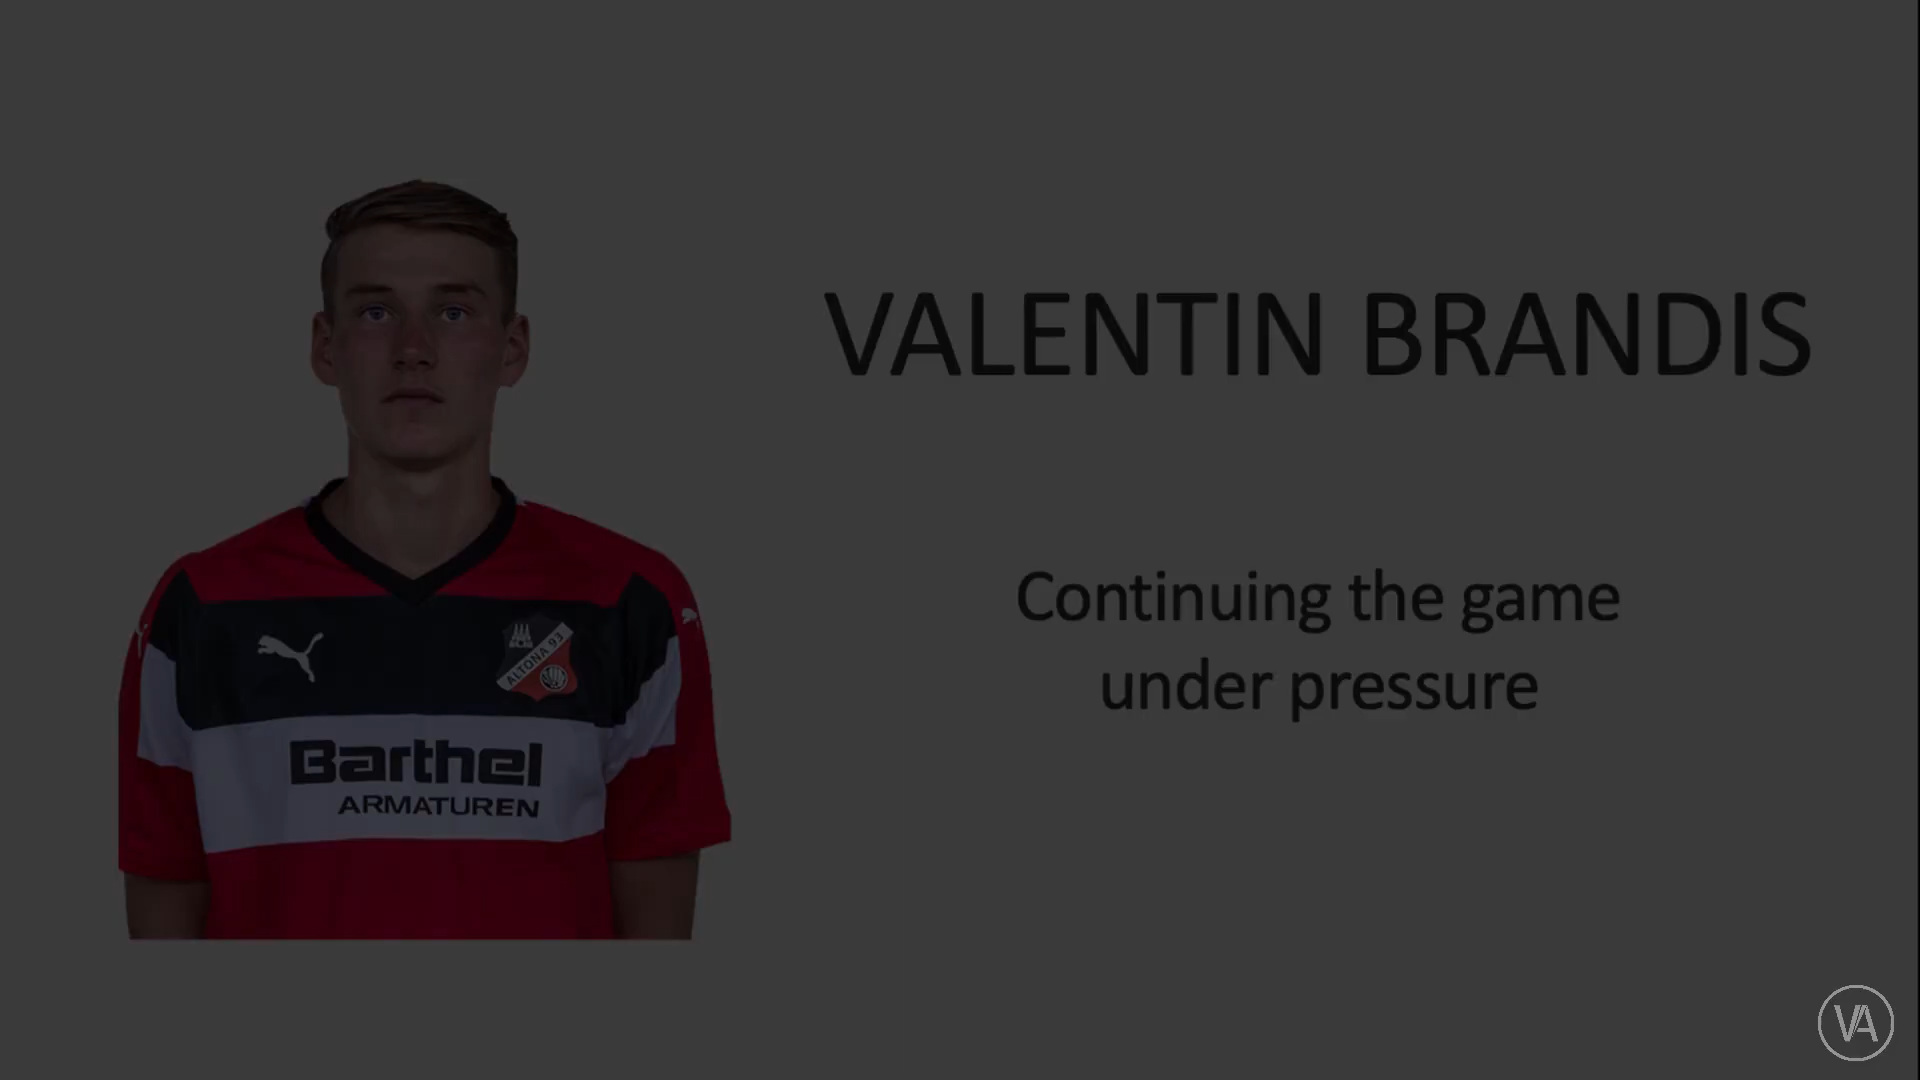 VALENTIN BRANDIS
Continuing the game
under pressure
ALTONA 93
Barthel
ARMATUREN
VA